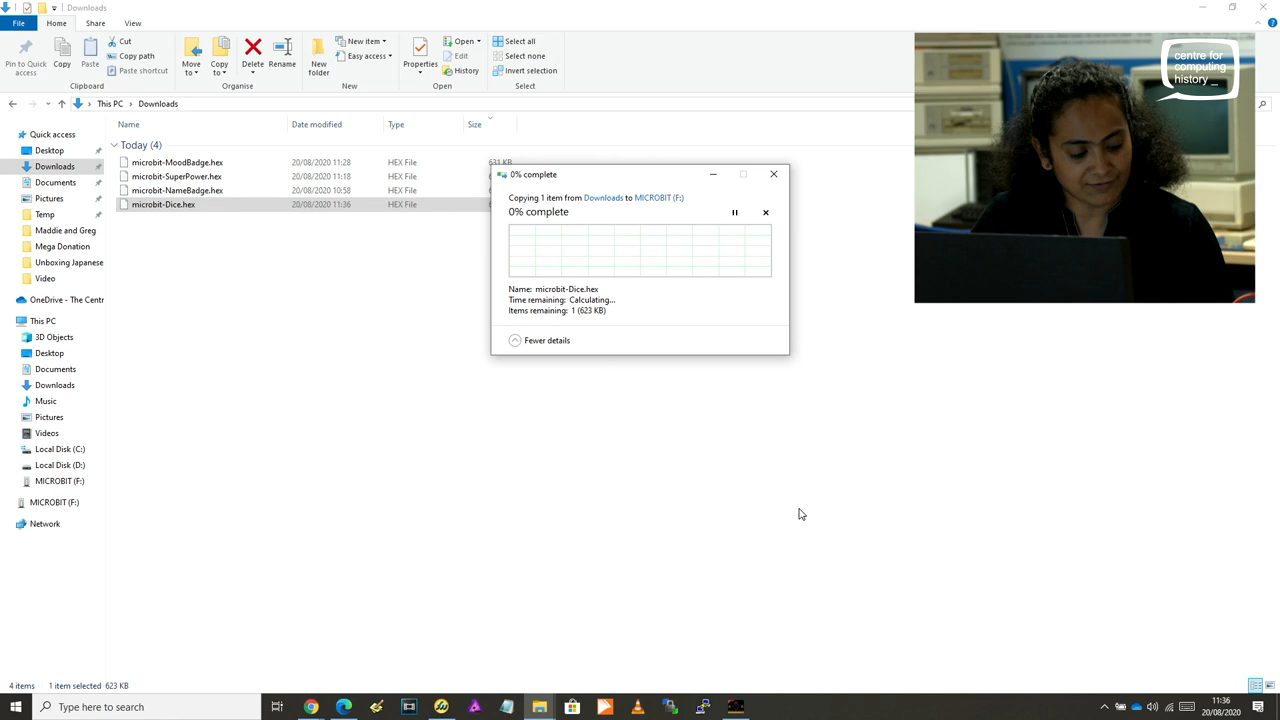 Downloads
File Home Share View
Pin to Quick access
Copy
Paste
Cut
Copy path
Paste shortcut
Clipboard
Move to
Copy to
Delete
Rename
Organise
New folder
New item
Easy access
New
Properties
Open
Edit
History
Open
Select all
Select none
Invert selection
Select
This PC > Downloads
Name Date modified Type Size
Today (4)
microbit-MoodBadge.hex 20/08/2020 11:28 HEX File 631 KB
microbit-SuperPower.hex 20/08/2020 11:18 HEX File
microbit-NameBadge.hex 20/08/2020 10:58 HEX File
microbit-Dice.hex 20/08/2020 11:36 HEX File
Quick access
Desktop
Downloads
Documents
Pictures
Temp
Maddie and Greg
Mega Donation
Unboxing Japanese
Video
OneDrive - The Centr
This PC
3D Objects
Desktop
Documents
Downloads
Music
Pictures
Videos
Local Disk (C:)
Local Disk (D:)
MICROBIT (F:)
MICROBIT (F:)
Network
0% complete
Copying 1 item from Downloads to MICROBIT (F:)
0% complete
Name: microbit-Dice.hex
Time remaining: Calculating...
Items remaining: 1 (623 KB)
Fewer details
centre for
computing
history _
4 items 1 item selected 623 KB
Type here to search
11:36
20/08/2020